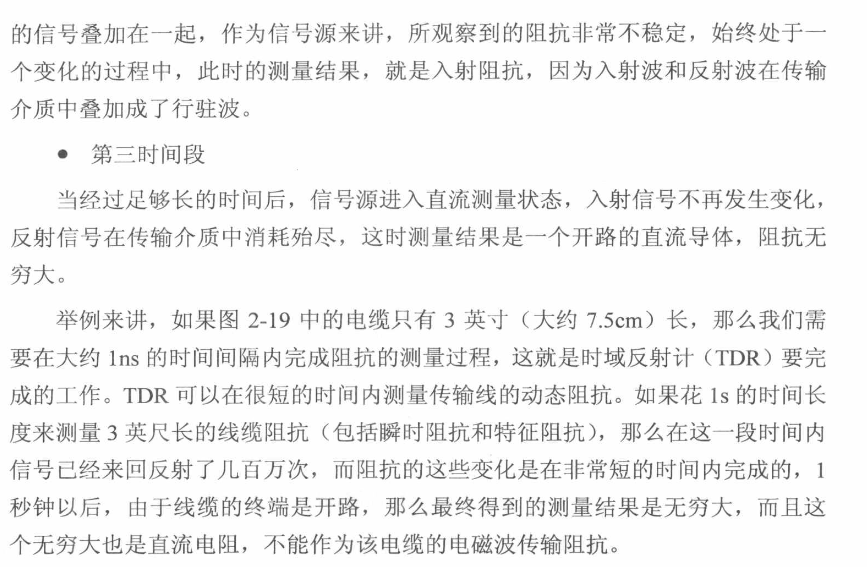 的信号叠加在一起，作为信号源来讲，所观察到的阻抗非常不稳定，始终处于一
个变化的过程中，此时的测量结果，就是入射阻抗，因为入射波和反射波在传输
介质中叠加成了行驻波。
● 第三时间段
当经过足够长的时间后，信号源进入直流测量状态，入射信号不再发生变化，
反射信号在传输介质中消耗殆尽，这时测量结果是一个开路的直流导体，阻抗无
穷大。
举例来讲，如果图 2-19 中的电缆只有 3 英寸（大约 7.5cm）长，那么我们需
要在大约 1ns 的时间间隔内完成阻抗的测量过程，这就是时域反射计（TDR）要完
成的工作。TDR 可以在很短的时间内测量传输线的动态阻抗。如果花 1s 的时间长
度来测量 3 英尺长的线缆阻抗（包括瞬时阻抗和特征阻抗），那么在这一段时间内
信号已经来回反射了几百万次，而阻抗的这些变化是在非常短的时间内完成的，1
秒钟以后，由于线缆的终端是开路，那么最终得到的测量结果是无穷大，而且这
个无穷大也是直流电阻，不能作为该电缆的电磁波传输阻抗。